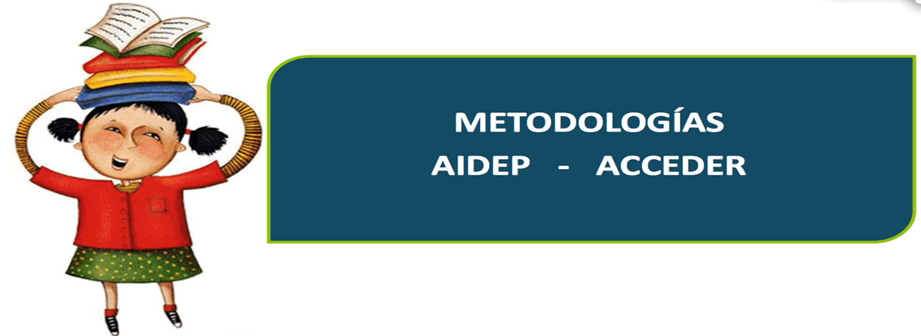 METODOLOGÍAS
AIDEP - ACCEDER